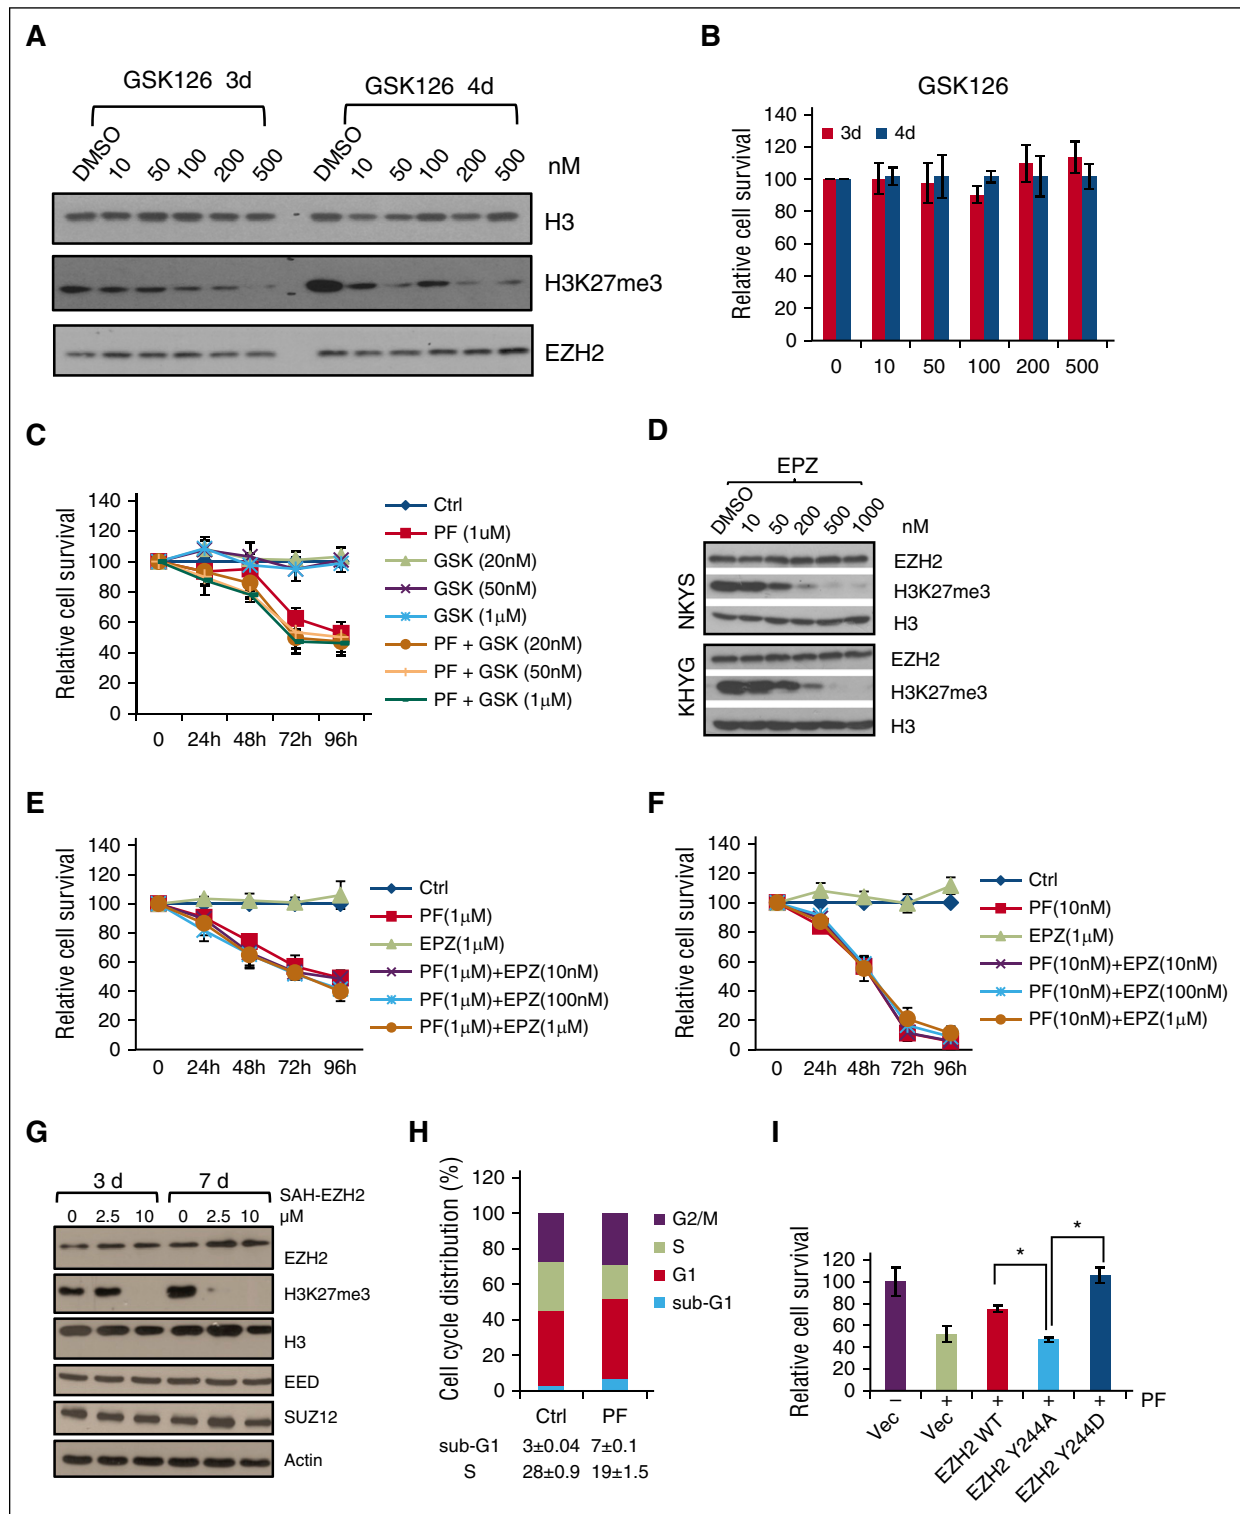 A
GSK126 3d
GSK126 4d
DMSO 10 50 100 200 500 DMSO 10 50 100 200 500 nM
H3
H3K27me3
EZH2
B
GSK126
3d 4d
Relative cell survival
140
120
100
80
60
40
20
0
0 10 50 100 200 500
C
Relative cell survival
140
120
100
80
60
40
20
0
0 24h 48h 72h 96h
Ctrl
PF (1uM)
GSK (20nM)
GSK (50nM)
GSK (1μM)
PF + GSK (20nM)
PF + GSK (50nM)
PF + GSK (1μM)
D
EPZ
DMSO 10 50 200 500 1000 nM
NKYS
EZH2
H3K27me3
H3
KHYG
EZH2
H3K27me3
H3
E
Relative cell survival
140
120
100
80
60
40
20
0
0 24h 48h 72h 96h
Ctrl
PF(1μM)
EPZ(1μM)
PF(1μM)+EPZ(10nM)
PF(1μM)+EPZ(100nM)
PF(1μM)+EPZ(1μM)
F
Relative cell survival
140
120
100
80
60
40
20
0
0 24h 48h 72h 96h
Ctrl
PF(10nM)
EPZ(1μM)
PF(10nM)+EPZ(10nM)
PF(10nM)+EPZ(100nM)
PF(10nM)+EPZ(1μM)
G
3 d 7 d
SAH-EZH2
0 2.5 10 0 2.5 10 μM
EZH2
H3K27me3
H3
EED
SUZ12
Actin
H
Cell cycle distribution (%)
120
100
80
60
40
20
0
G2/M
S
G1
sub-G1
Ctrl PF
sub-G1 3±0.04 7±0.1
S 28±0.9 19±1.5
I
Relative cell survival
120
100
80
60
40
20
0
* *
− + + + + PF
Vec Vec EZH2 WT EZH2 Y244A EZH2 Y244D